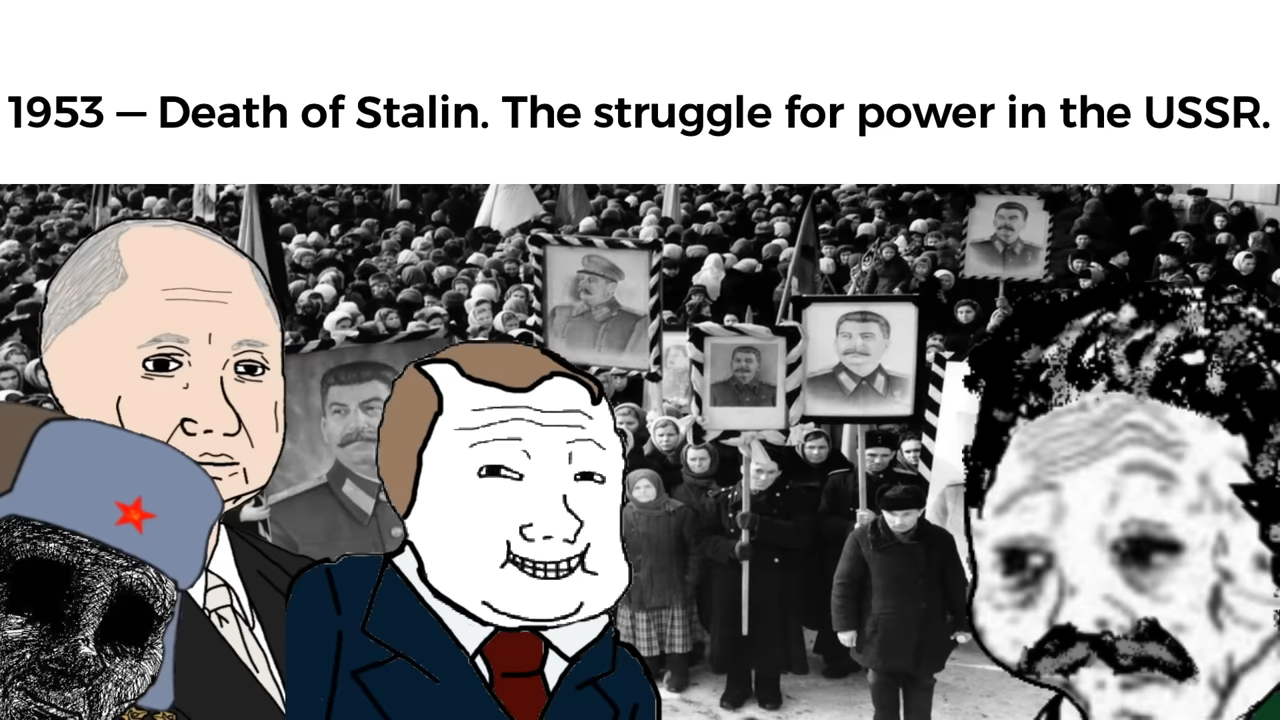 1953 — Death of Stalin. The struggle for power in the USSR.